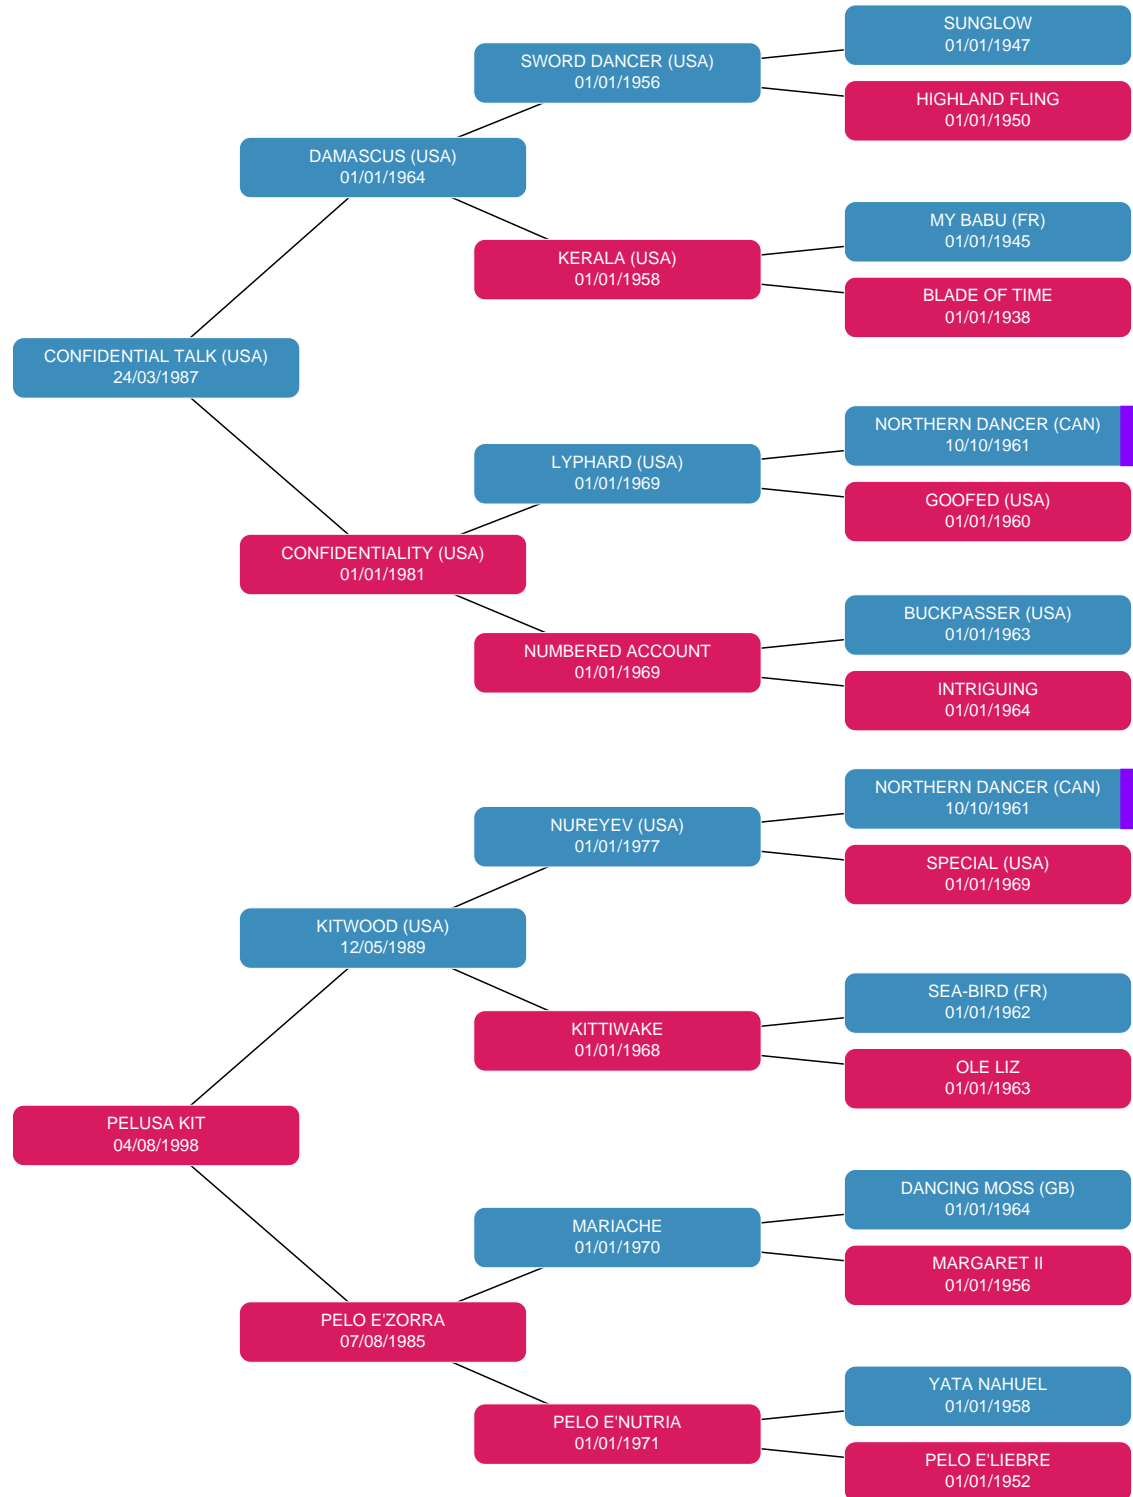 SUNGLOW
01/01/1947
SWORD DANCER (USA)
01/01/1956
HIGHLAND FLING
01/01/1950
DAMASCUS (USA)
01/01/1964
MY BABU (FR)
01/01/1945
KERALA (USA)
01/01/1958
BLADE OF TIME
01/01/1938
CONFIDENTIAL TALK (USA)
24/03/1987
NORTHERN DANCER (CAN)
10/10/1961
LYPHARD (USA)
01/01/1969
GOOFED (USA)
01/01/1960
CONFIDENTIALITY (USA)
01/01/1981
BUCKPASSER (USA)
01/01/1963
NUMBERED ACCOUNT
01/01/1969
INTRIGUING
01/01/1964
NORTHERN DANCER (CAN)
10/10/1961
NUREYEV (USA)
01/01/1977
SPECIAL (USA)
01/01/1969
KITWOOD (USA)
12/05/1989
SEA-BIRD (FR)
01/01/1962
KITTIWAKE
01/01/1968
OLE LIZ
01/01/1963
PELUSA KIT
04/08/1998
DANCING MOSS (GB)
01/01/1964
MARIACHE
01/01/1970
MARGARET II
01/01/1956
PELO E'ZORRA
07/08/1985
YATA NAHUEL
01/01/1958
PELO E'NUTRIA
01/01/1971
PELO E'LIEBRE
01/01/1952